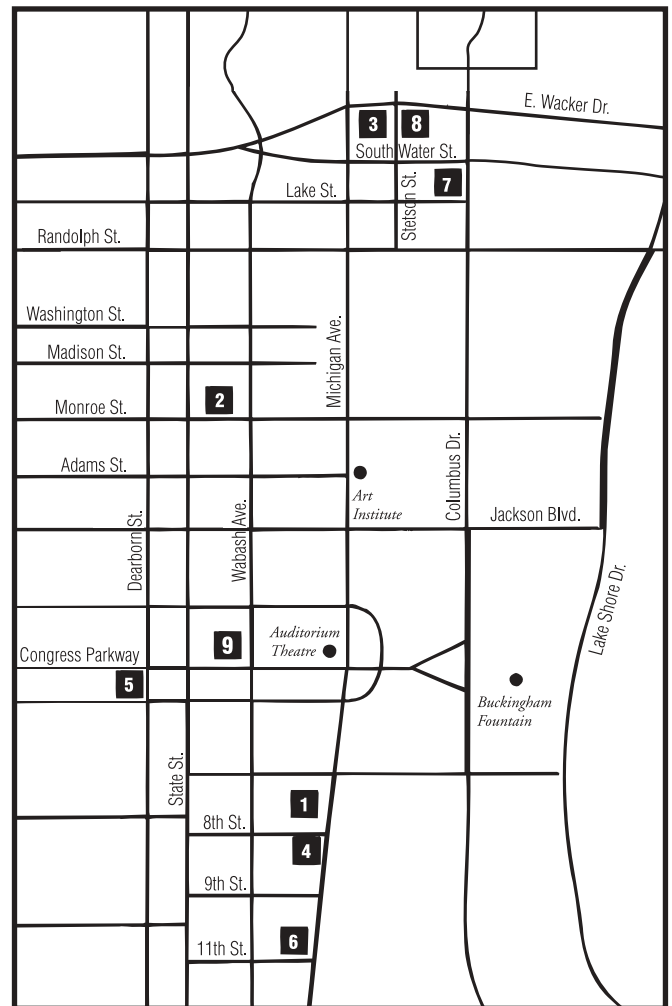 E. Wacker Dr.
3
8
South Water St.
7
Lake St.
Stetson St.
Randolph St.
Washington St.
Michigan Ave.
Madison St.
2
Monroe St.
Columbus Dr.
Adams St.
Art
Institute
Jackson Blvd.
Dearborn St.
Wabash Ave.
Lake Shore Dr.
9
Auditorium
Theatre
Congress Parkway
5
Buckingham
Fountain
State St.
1
8th St.
4
9th St.
6
11th St.